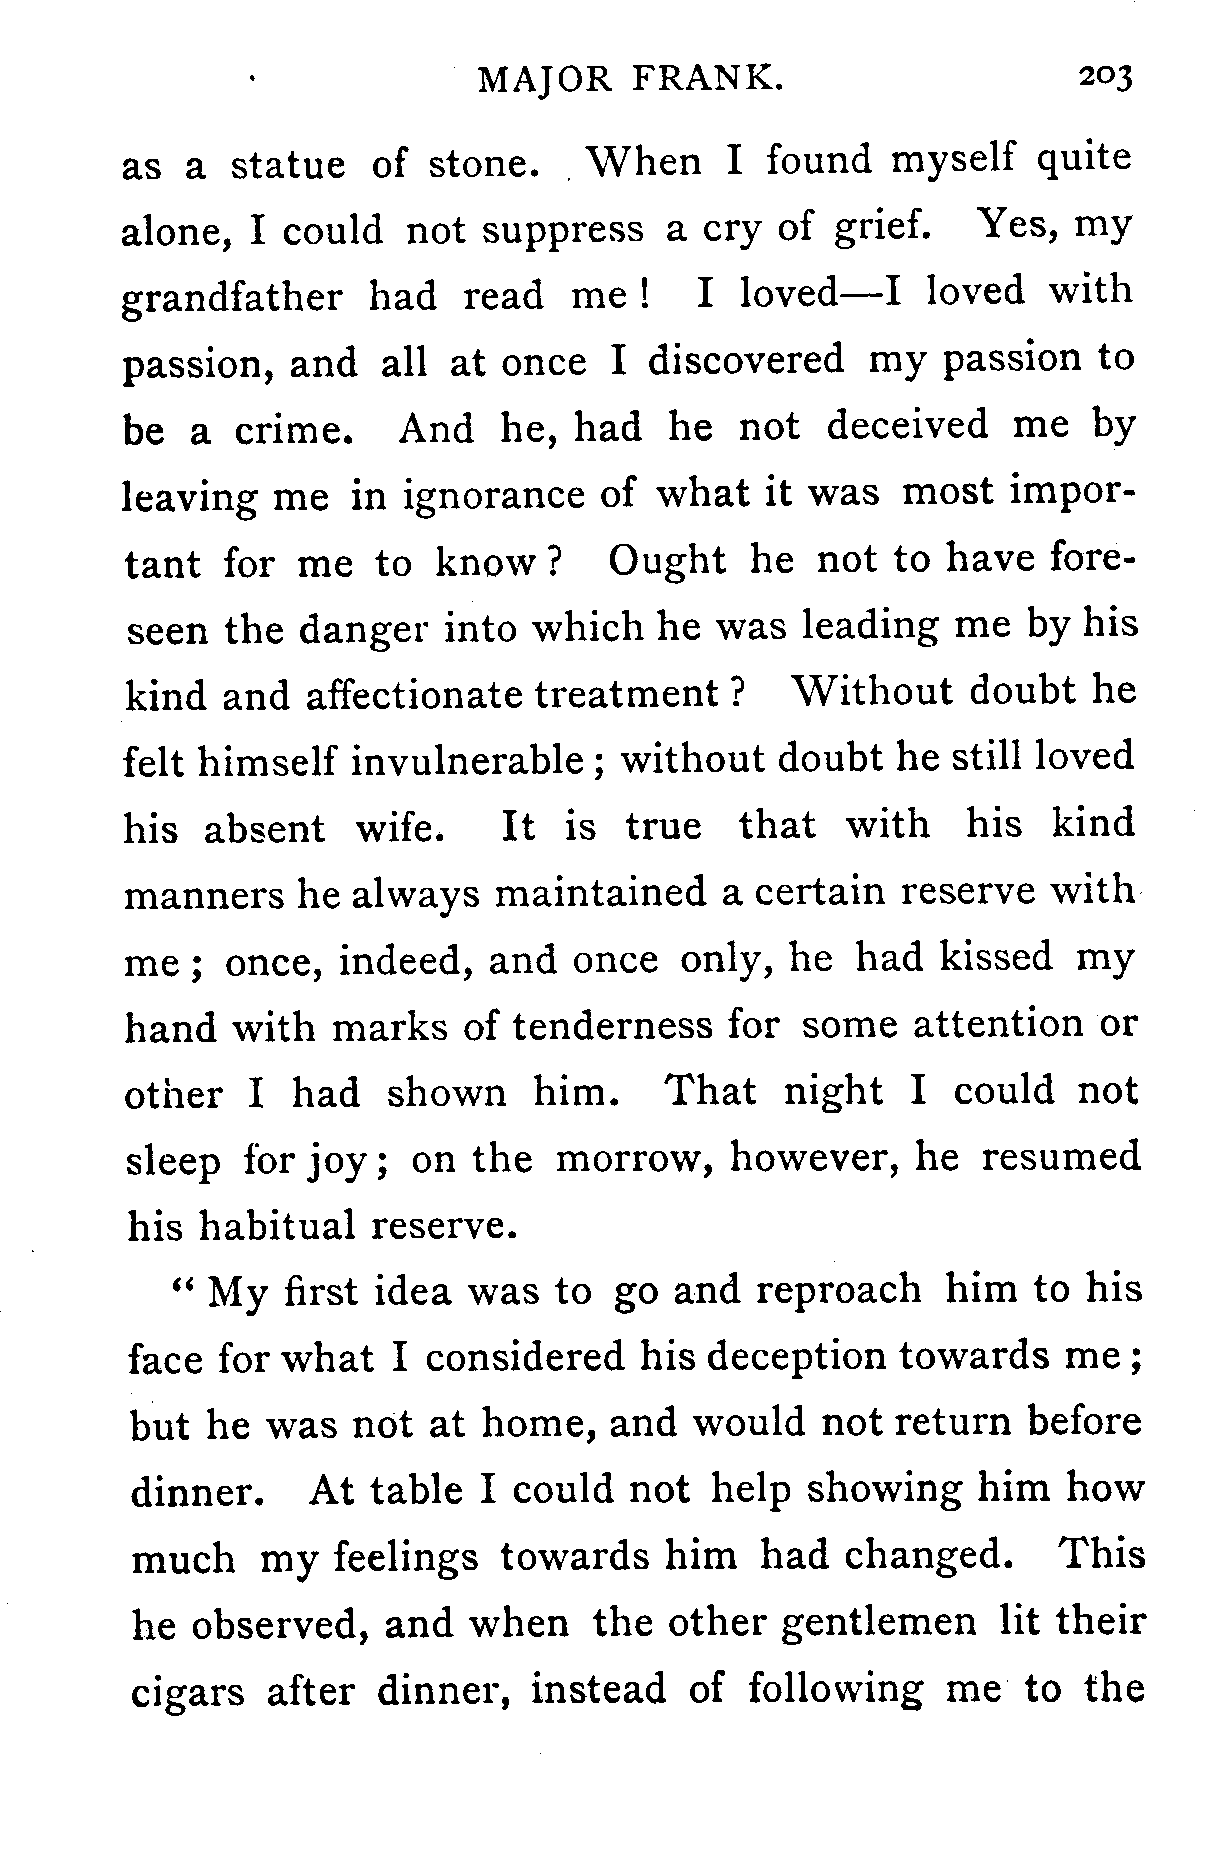 MAJOR FRANK. 203
as a statue of stone. When I found myself quite
alone, I could not suppress a cry of grief. Yes, my
grandfather had read me ! I loved—I loved with
passion, and all at once I discovered my passion to
be a crime. And he, had he not deceived me by
leaving me in ignorance of what it was most impor-
tant for me to know ? Ought he not to have fore-
seen the danger into which he was leading me by his
kind and affectionate treatment ? Without doubt he
felt himself invulnerable ; without doubt he still loved
his absent wife. It is true that with his kind
manners he always maintained a certain reserve with
me ; once, indeed, and once only, he had kissed my
hand with marks of tenderness for some attention or
other I had shown him. That night I could not
sleep for joy ; on the morrow, however, he resumed
his habitual reserve.
“ My first idea was to go and reproach him to his
face for what I considered his deception towards me ;
but he was not at home, and would not return before
dinner. At table I could not help showing him how
much my feelings towards him had changed. This
he observed, and when the other gentlemen lit their
cigars after dinner, instead of following me to the